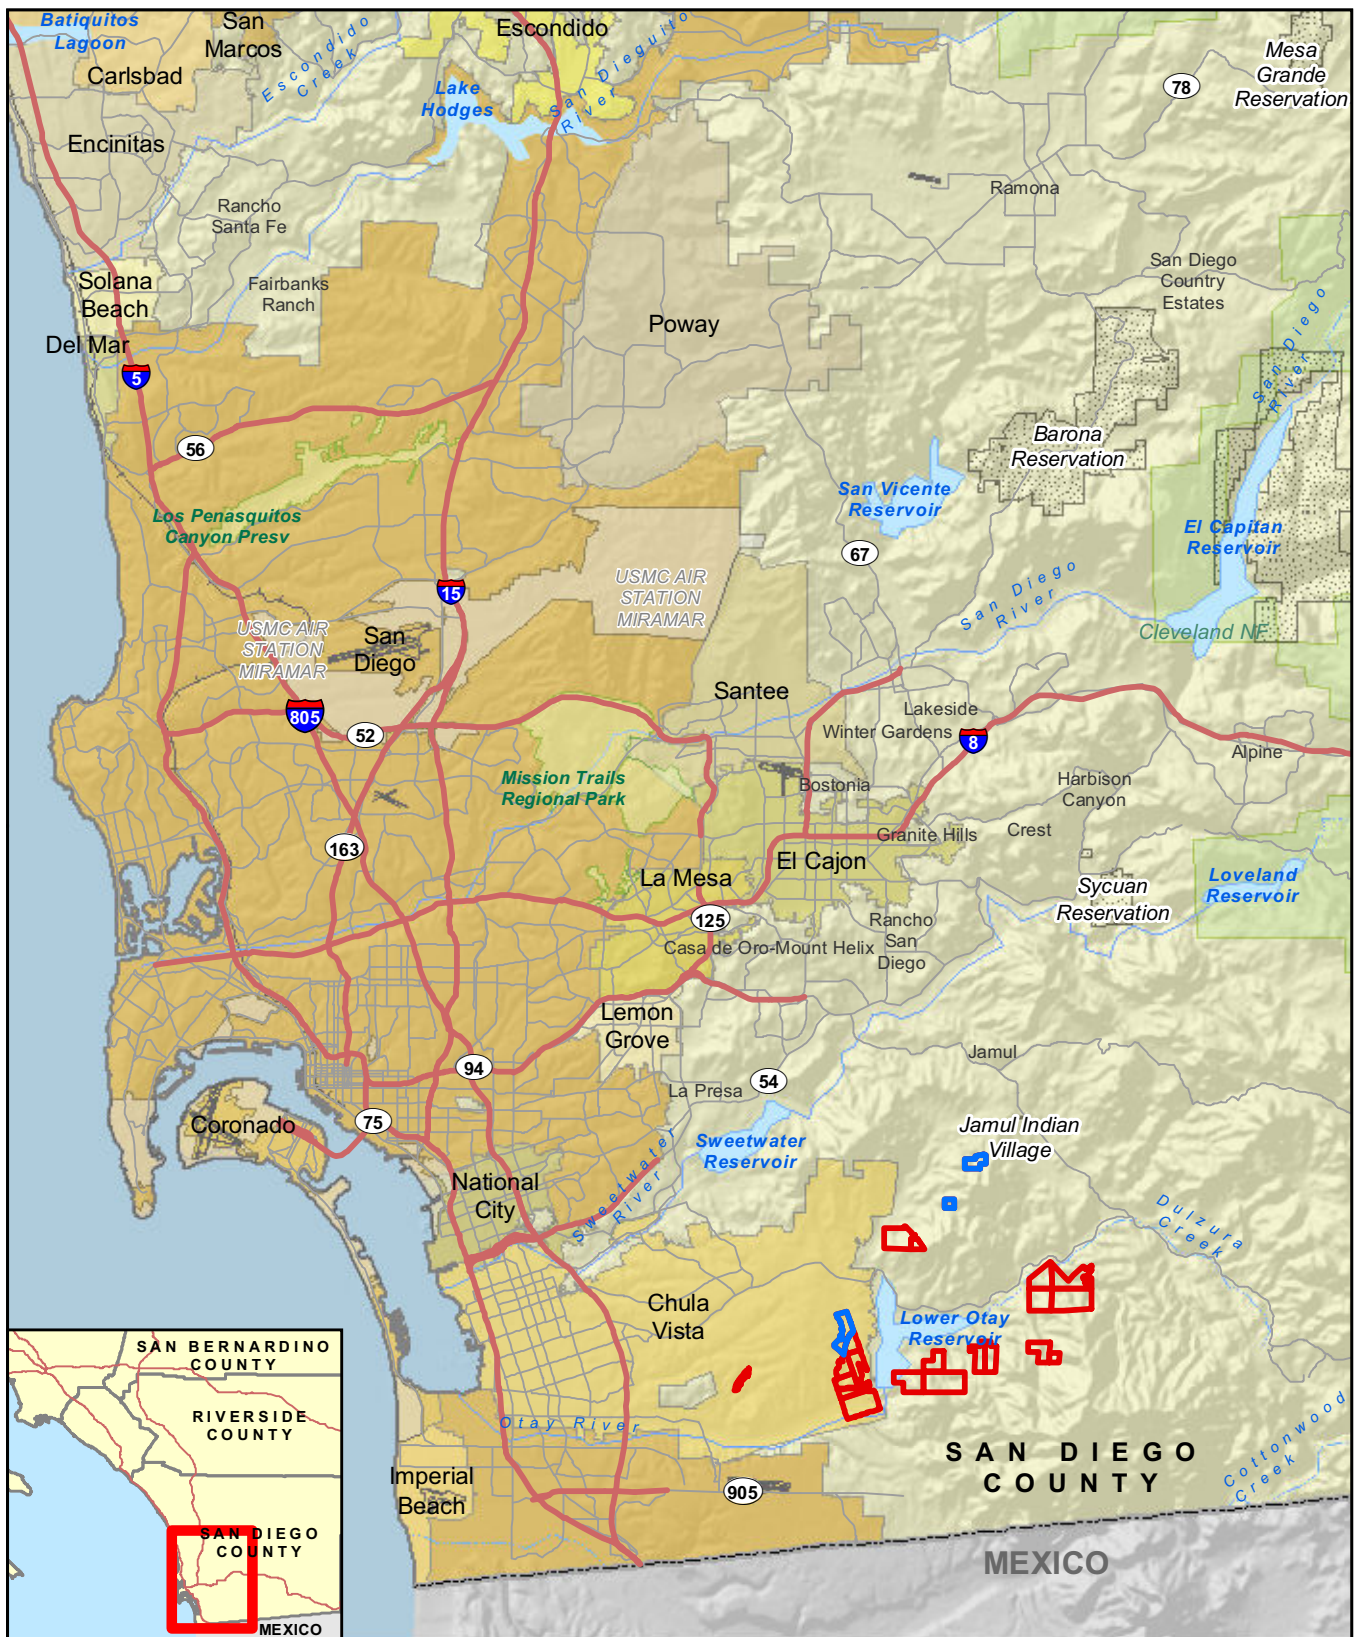 Batiquitos
Lagoon
San
Marcos
Carlsbad
Escondido
Creek
Escondido
San Dieguito
River
Lake
Hodges
Mesa
Grande
Reservation
78
Encinitas
Ramona
Rancho
Santa Fe
San Diego
Country
Estates
Solana
Beach
Fairbanks
Ranch
Del Mar
Poway
San Diego
River
5
56
Barona
Reservation
San Vicente
Reservoir
Los Penasquitos
Canyon Presv
El Capitan
Reservoir
67
15
USMC AIR
STATION
MIRAMAR
San Diego
River
USMC AIR
STATION
MIRAMAR
San
Diego
Cleveland NF
Santee
Lakeside
805
52
Winter Gardens
8
Alpine
Mission Trails
Regional Park
Bostonia
Harbison
Canyon
163
Granite Hills
Crest
El Cajon
La Mesa
Sycuan
Reservation
Loveland
Reservoir
125
Rancho
San
Diego
Casa de Oro-Mount Helix
Lemon
Grove
Jamul
94
La Presa
54
Coronado
75
Sweetwater
Reservoir
Jamul Indian
Village
National
City
Sweetwater
River
Dulzura
Creek
Chula
Vista
Lower Otay
Reservoir
Otay River
Imperial
Beach
905
SAN DIEGO
COUNTY
Cottonwood
Creek
MEXICO
SAN BERNARDINO
COUNTY
RIVERSIDE
COUNTY
SAN DIEGO
COUNTY
MEXICO